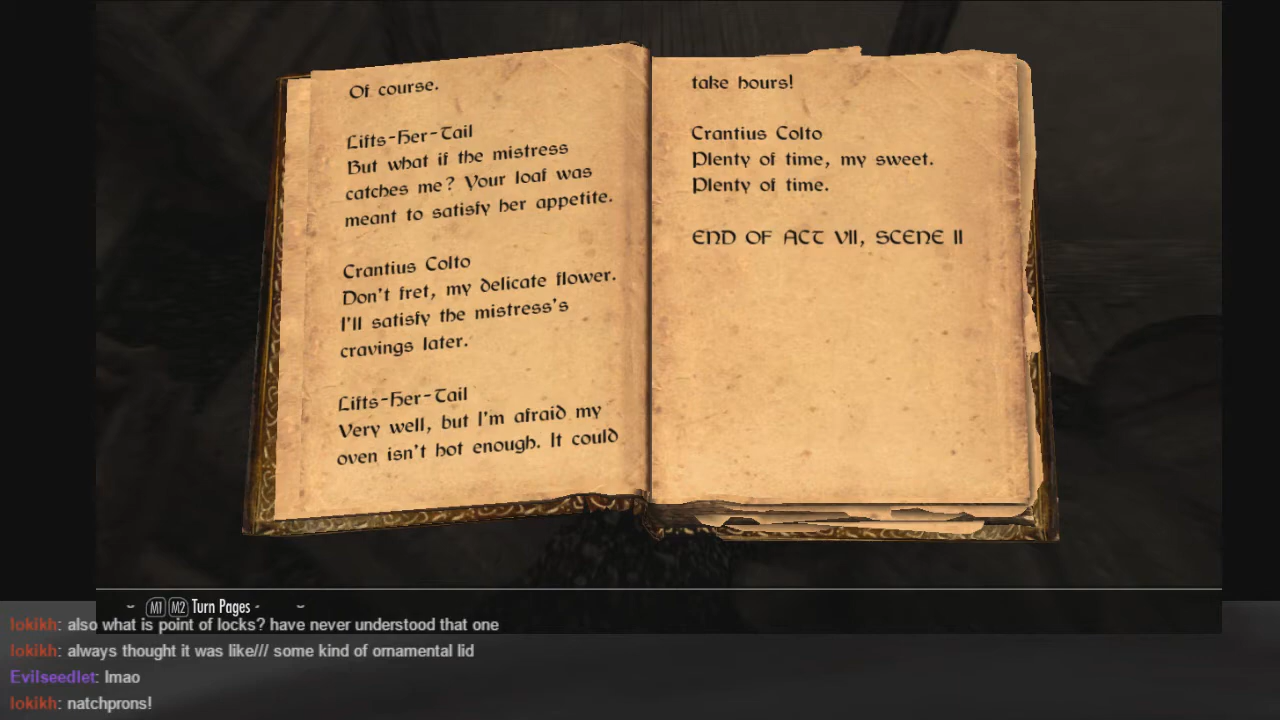 Of course.
Lifts-Her-Tail
But what if the mistress
catches me? Your loaf was
meant to satisfy her appetite.
Crantius Colto
Don't fret, my delicate flower.
I'll satisfy the mistress's
cravings later.
Lifts-Her-Tail
Very well, but I'm afraid my
oven isn't hot enough. It could
take hours!
Crantius Colto
Plenty of time, my sweet.
Plenty of time.
END OF ACT VII, SCENE II
M1 M2 Turn Pages
lokikh: also what is point of locks? have never understood that one
lokikh: always thought it was like/// some kind of ornamental lid
Evilseedlet: lmao
lokikh: natchprons!